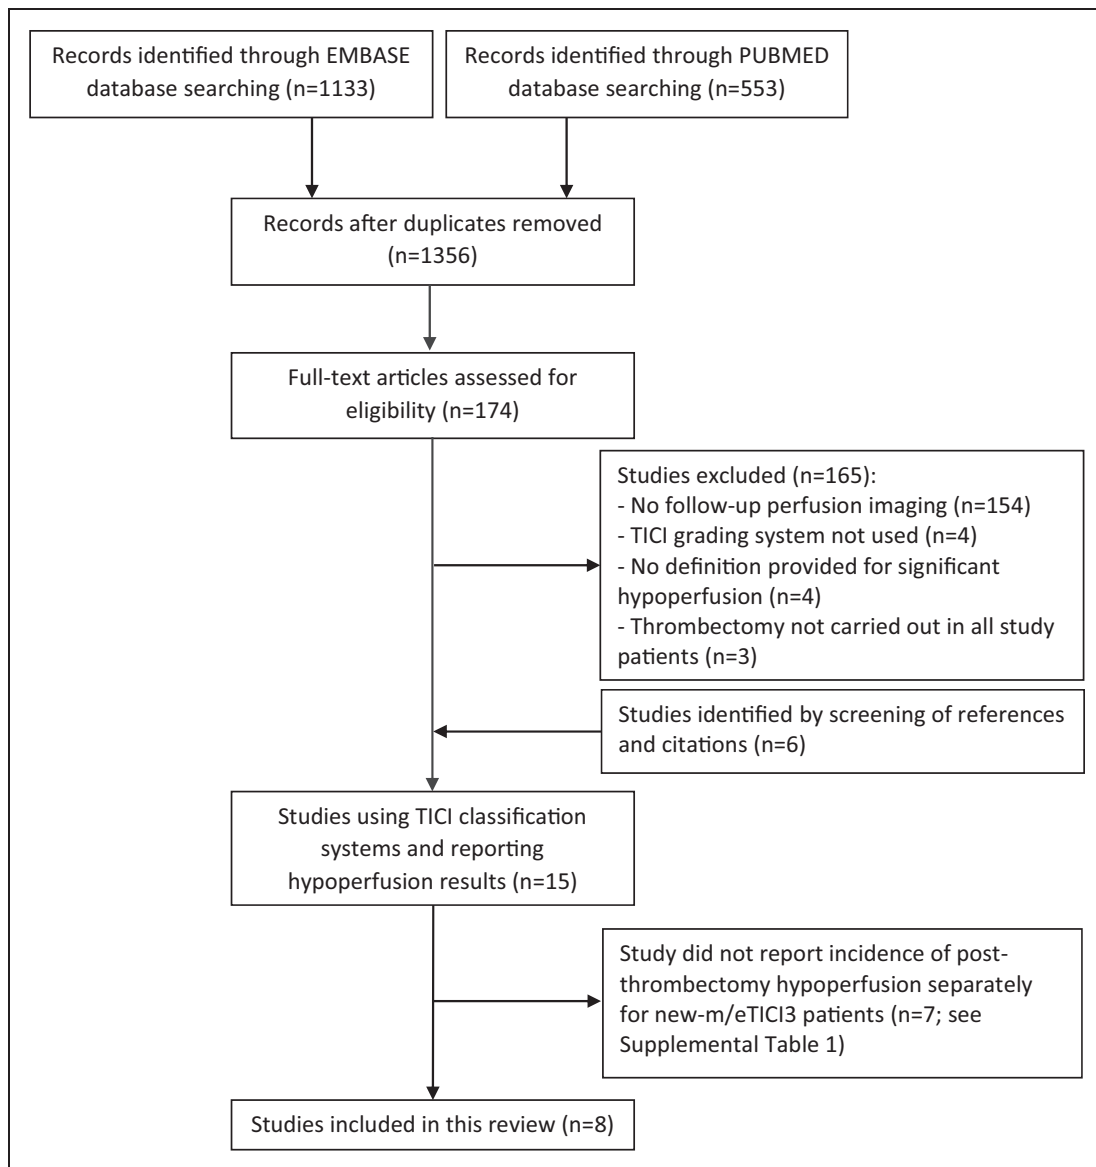 Records identified through EMBASE
database searching (n=1133)
Records identified through PUBMED
database searching (n=553)
Records after duplicates removed
(n=1356)
Full-text articles assessed for
eligibility (n=174)
Studies excluded (n=165):
- No follow-up perfusion imaging (n=154)
- TICI grading system not used (n=4)
- No definition provided for significant
hypoperfusion (n=4)
- Thrombectomy not carried out in all study
patients (n=3)
Studies identified by screening of references
and citations (n=6)
Studies using TICI classification
systems and reporting
hypoperfusion results (n=15)
Study did not report incidence of post-
thrombectomy hypoperfusion separately
for new-m/eTICI3 patients (n=7; see
Supplemental Table 1)
Studies included in this review (n=8)